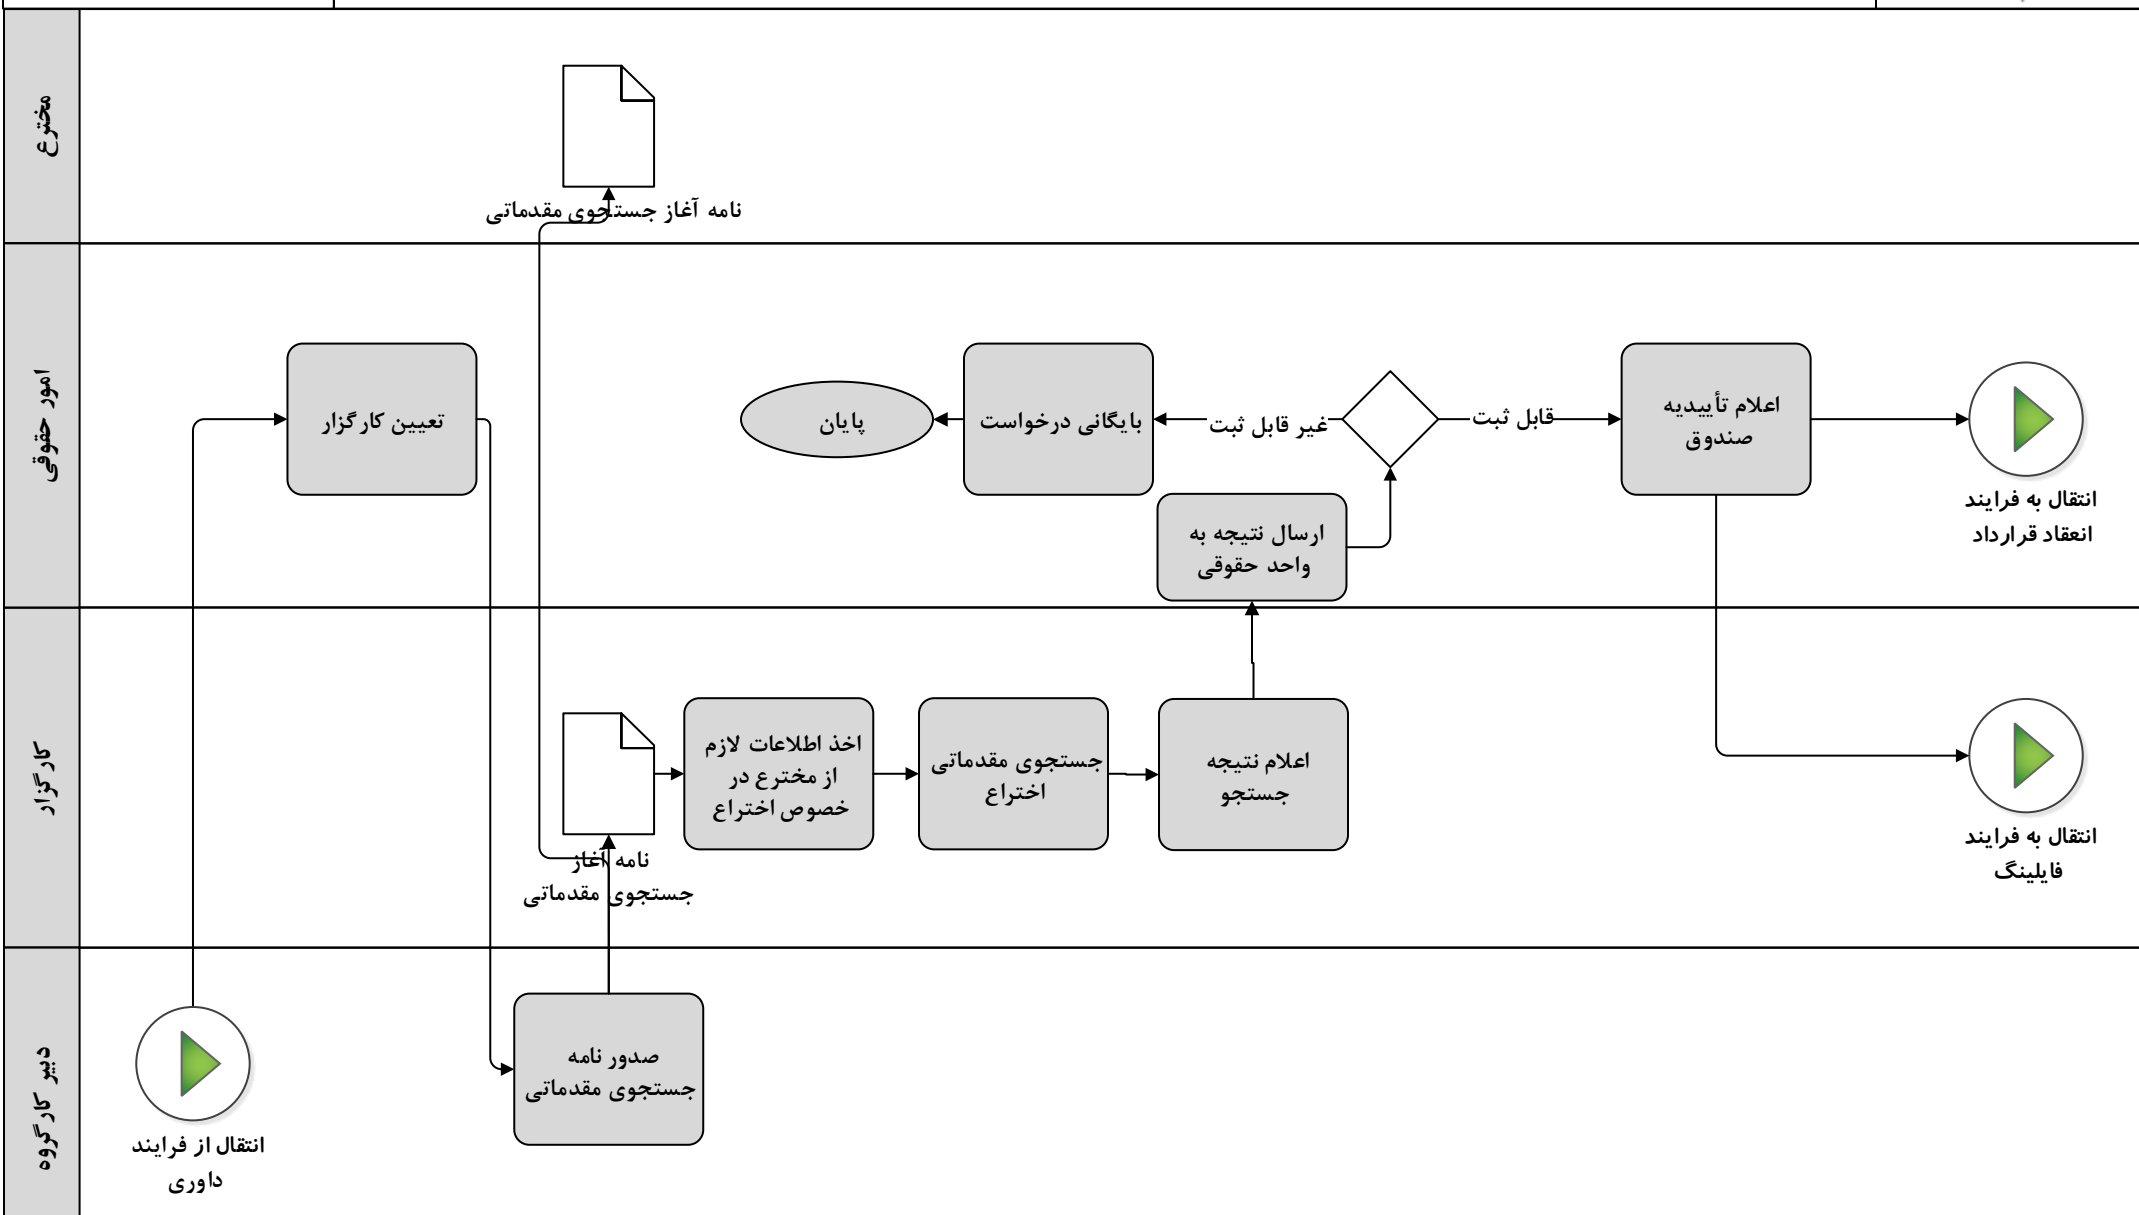 مخترع
نامه آغاز جستجوی مقدماتی
امور حقوقی
تعیین کارگزار
پایان
بایگانی درخواست
غیر قابل ثبت
قابل ثبت
اعلام تأییدیه
صندوق
انتقال به فرایند
انعقاد قرارداد
ارسال نتیجه به
واحد حقوقی
کارگزار
نامه آغاز
جستجوی مقدماتی
اخذ اطلاعات لازم
از مخترع در
خصوص اختراع
جستجوی مقدماتی
اختراع
اعلام نتیجه
جستجو
انتقال به فرایند
فایلینگ
دبیر کارگروه
انتقال از فرایند
داوری
صدور نامه
جستجوی مقدماتی